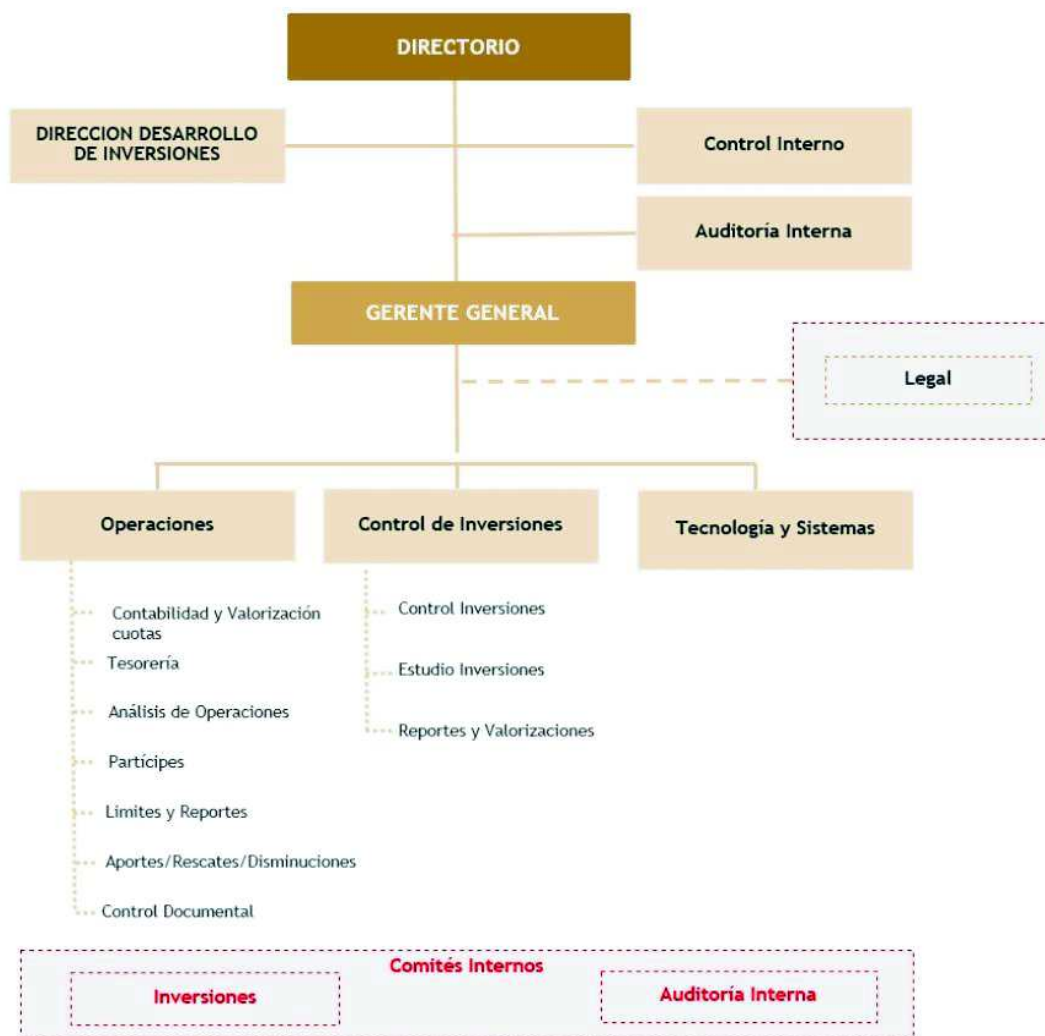 DIRECTORIO
DIRECCION DESARROLLO
DE INVERSIONES
Control Interno
Auditoría Interna
GERENTE GENERAL
Legal
Operaciones
Control de Inversiones
Tecnología y Sistemas
Contabilidad y Valorización
cuotas
Tesorería
Análisis de Operaciones
Partícipes
Limites y Reportes
Aportes/Rescates/Disminuciones
Control Documental
Control Inversiones
Estudio Inversiones
Reportes y Valorizaciones
Comités Internos
Inversiones
Auditoría Interna